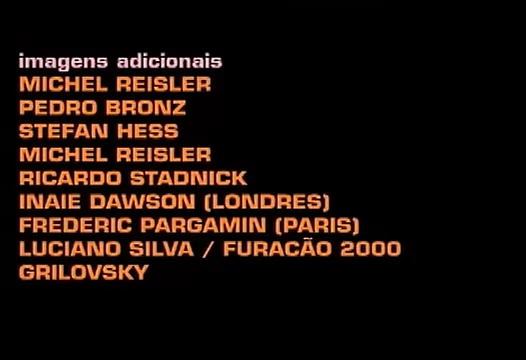 imagens adicionais
MICHEL REISLER
PEDRO BRONZ
STEFAN HESS
MICHEL REISLER
RICARDO STADNICK
INAIE DAWSON (LONDRES)
FREDERIC PARGAMIN (PARIS)
LUCIANO SILVA / FURACÃO 2000
GRILOVSKY